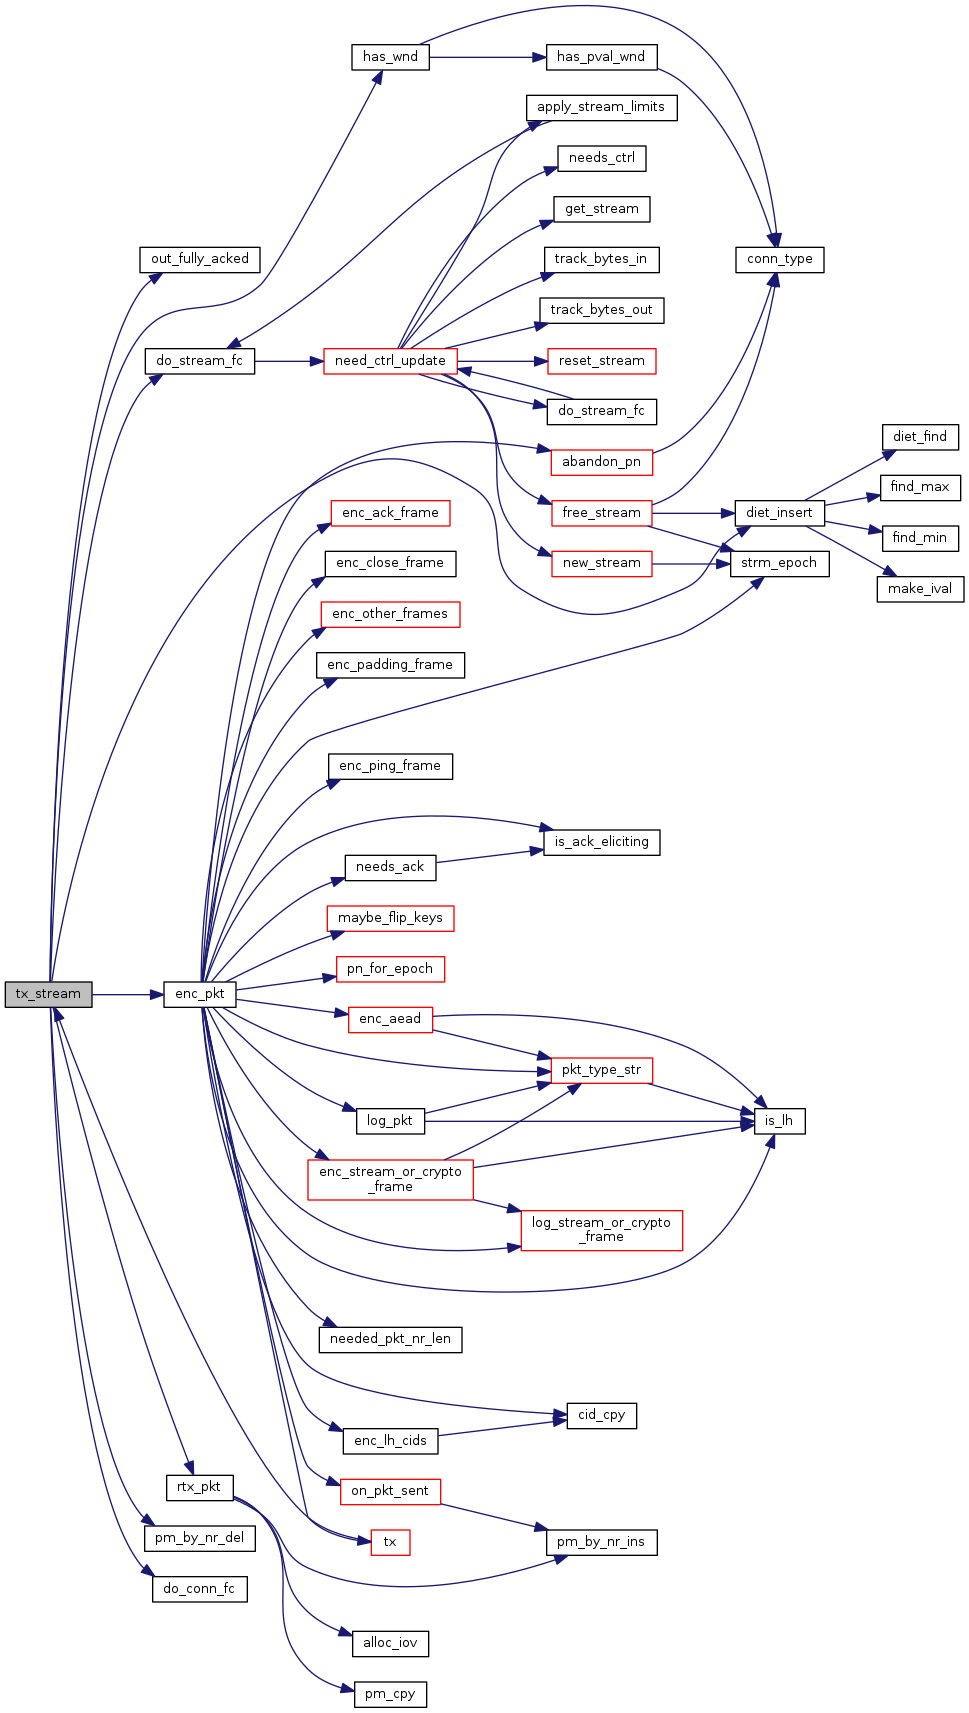 has_wnd
has_pval_wnd
apply_stream_limits
needs_ctrl
get_stream
out_fully_acked
track_bytes_in
conn_type
track_bytes_out
do_stream_fc
need_ctrl_update
reset_stream
do_stream_fc
diet_find
abandon_pn
find_max
enc_ack_frame
free_stream
diet_insert
find_min
enc_close_frame
new_stream
strm_epoch
make_ival
enc_other_frames
enc_padding_frame
enc_ping_frame
is_ack_eliciting
needs_ack
maybe_flip_keys
pn_for_epoch
tx_stream
enc_pkt
enc_aead
pkt_type_str
log_pkt
is_lh
enc_stream_or_crypto
_frame
log_stream_or_crypto
_frame
needed_pkt_nr_len
cid_cpy
enc_lh_cids
rtx_pkt
on_pkt_sent
pm_by_nr_del
tx
pm_by_nr_ins
do_conn_fc
alloc_iov
pm_cpy